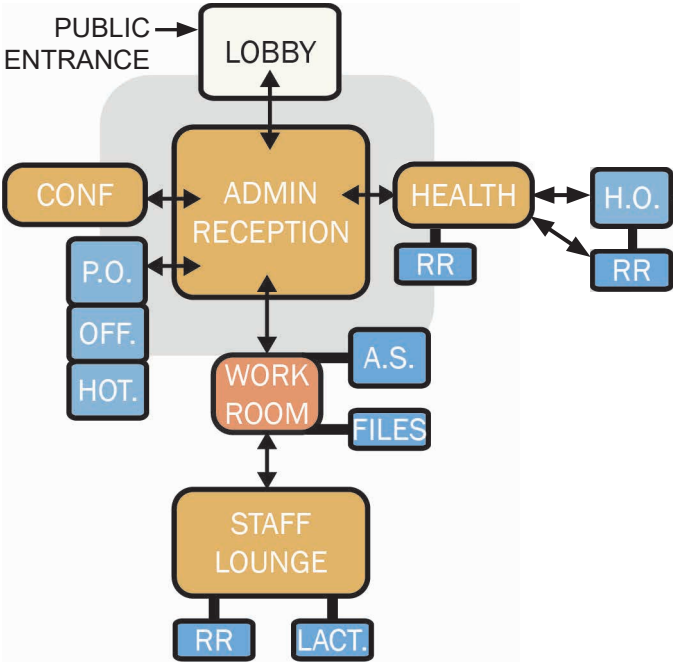 PUBLIC
ENTRANCE
LOBBY
CONF
ADMIN
RECEPTION
HEALTH
H.O.
P.O.
RR
RR
OFF.
HOT.
WORK
ROOM
A.S.
FILES
STAFF
LOUNGE
RR
LACT.